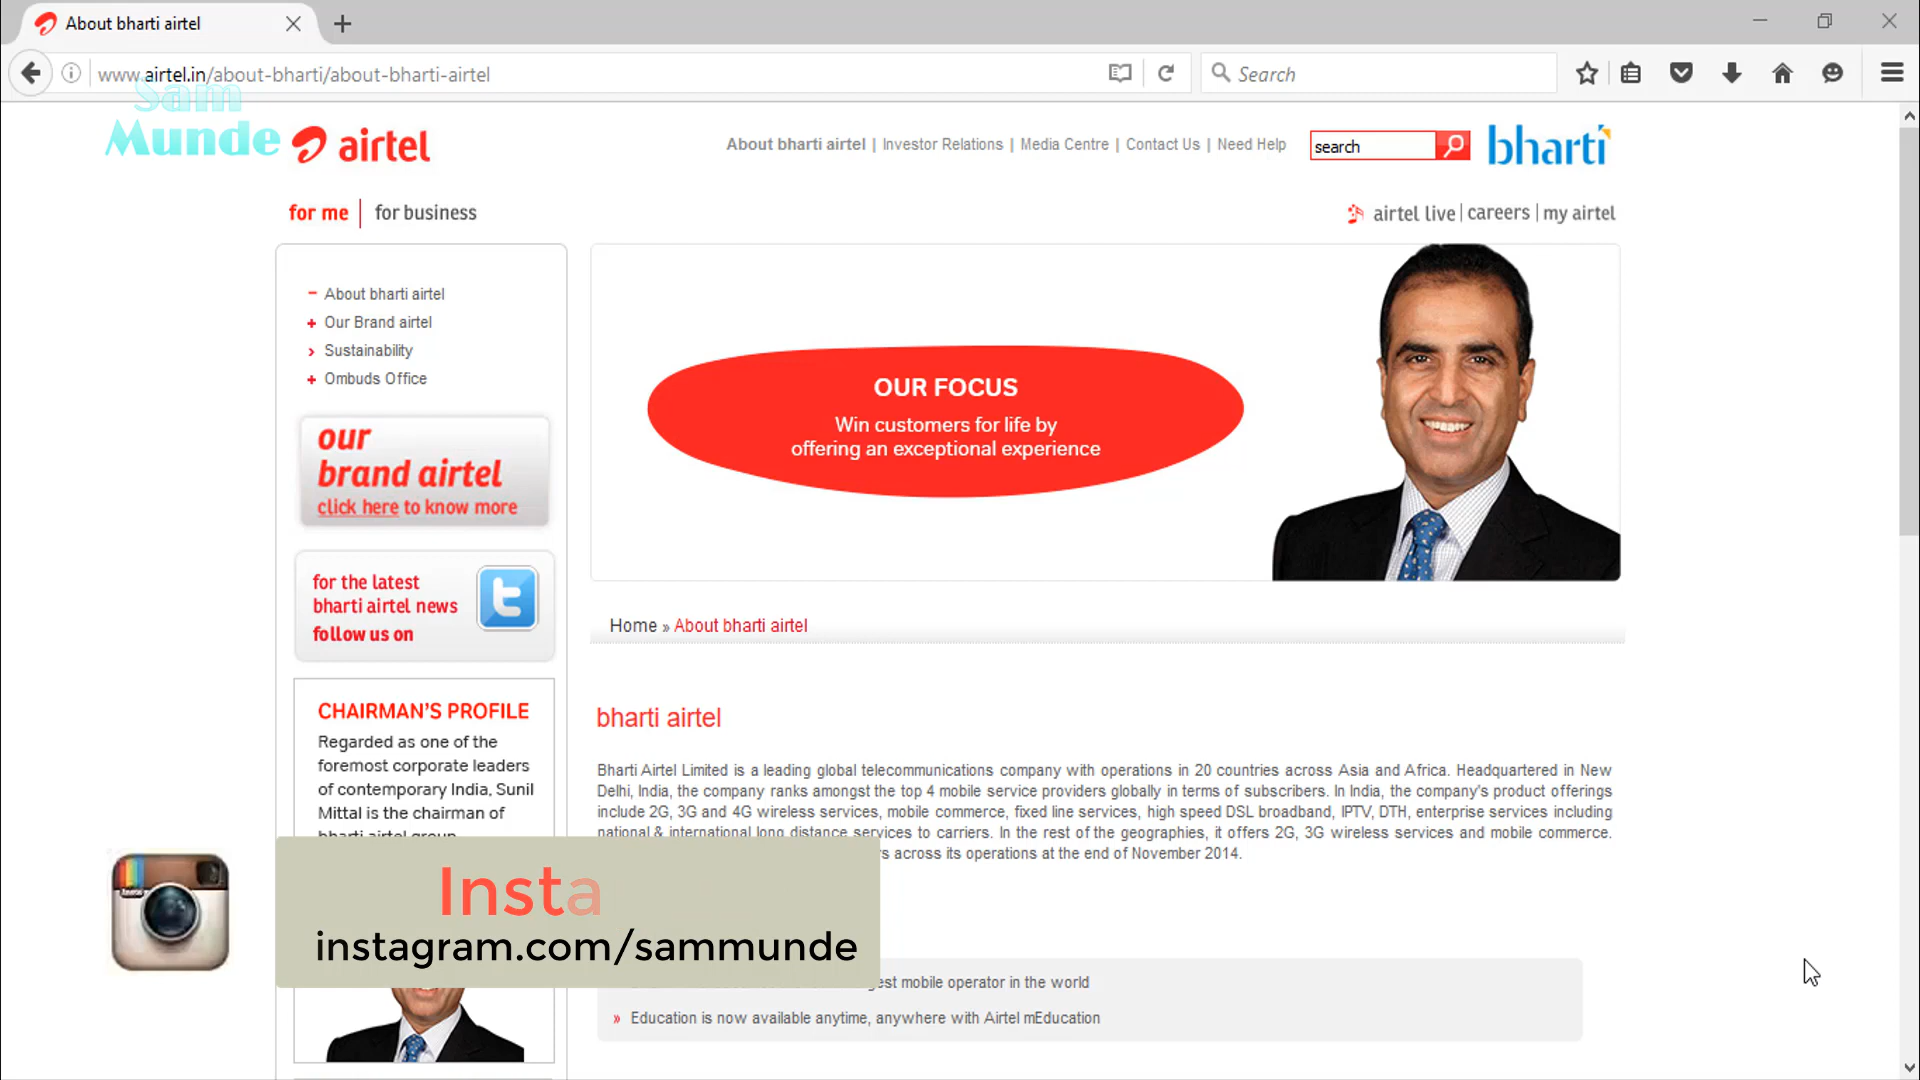 About bharti airtel
www.airtel.in/about-bharti/about-bharti-airtel
Search
Sam
Munde
airtel
About bharti airtel | Investor Relations | Media Centre | Contact Us | Need Help
search
bharti
for me | for business
airtel live | careers | my airtel
About bharti airtel
Our Brand airtel
Sustainability
Ombuds Office
OUR FOCUS
Win customers for life by
offering an exceptional experience
our
brand airtel
click here to know more
for the latest
bharti airtel news
follow us on
Home » About bharti airtel
CHAIRMAN'S PROFILE
Regarded as one of the
foremost corporate leaders
of contemporary India, Sunil
Mittal is the chairman of
bharti airtel group
bharti airtel
Bharti Airtel Limited is a leading global telecommunications company with operations in 20 countries across Asia and Africa. Headquartered in New
Delhi, India, the company ranks amongst the top 4 mobile service providers globally in terms of subscribers. In India, the company's product offerings
include 2G, 3G and 4G wireless services, mobile commerce, fixed line services, high speed DSL broadband, IPTV, DTH, enterprise services including
national & international long distance services to carriers. In the rest of the geographies, it offers 2G, 3G wireless services and mobile commerce.
across its operations at the end of November 2014.
Insta
instagram.com/sammunde
mobile operator in the world
» Education is now available anytime, anywhere with Airtel mEducation